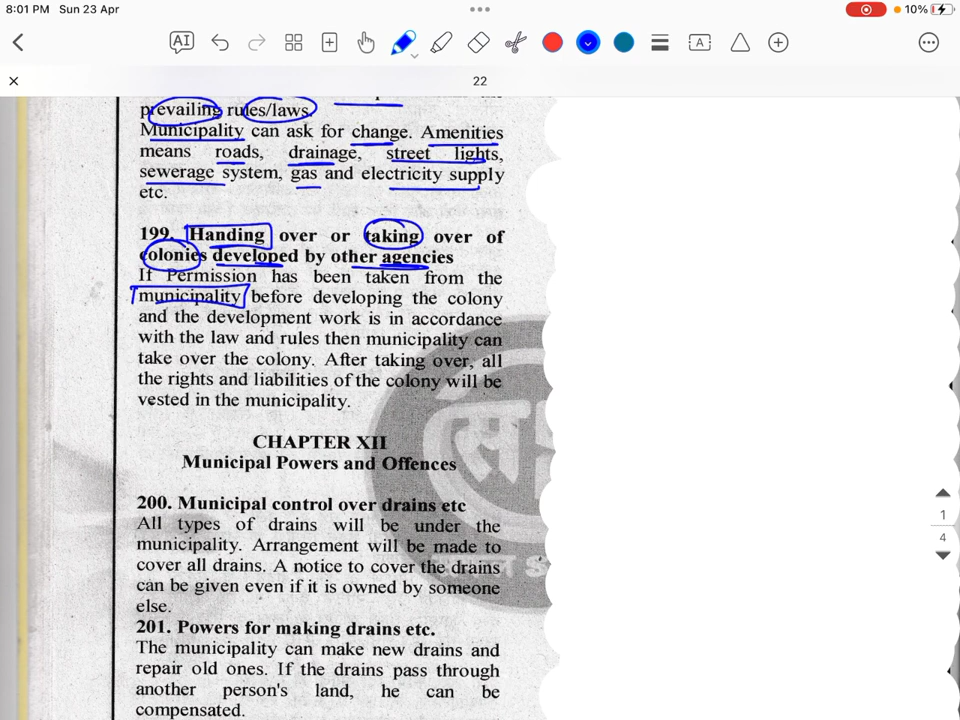 8:01 PM Sun 23 Apr
10%
AI
A
22
prevailing rules/laws.
Municipality can ask for change. Amenities
means roads, drainage, street lights,
sewerage system, gas and electricity supply
etc.
199. Handing over or taking over of
colonies developed by other agencies
If Permission has been taken from the
municipality before developing the colony
and the development work is in accordance
with the law and rules then municipality can
take over the colony. After taking over, all
the rights and liabilities of the colony will be
vested in the municipality.
CHAPTER XII
Municipal Powers and Offences
200. Municipal control over drains etc
All types of drains will be under the
municipality. Arrangement will be made to
cover all drains. A notice to cover the drains
can be given even if it is owned by someone
else.
201. Powers for making drains etc.
The municipality can make new drains and
repair old ones. If the drains pass through
another person's land, he can be
compensated.
1
4